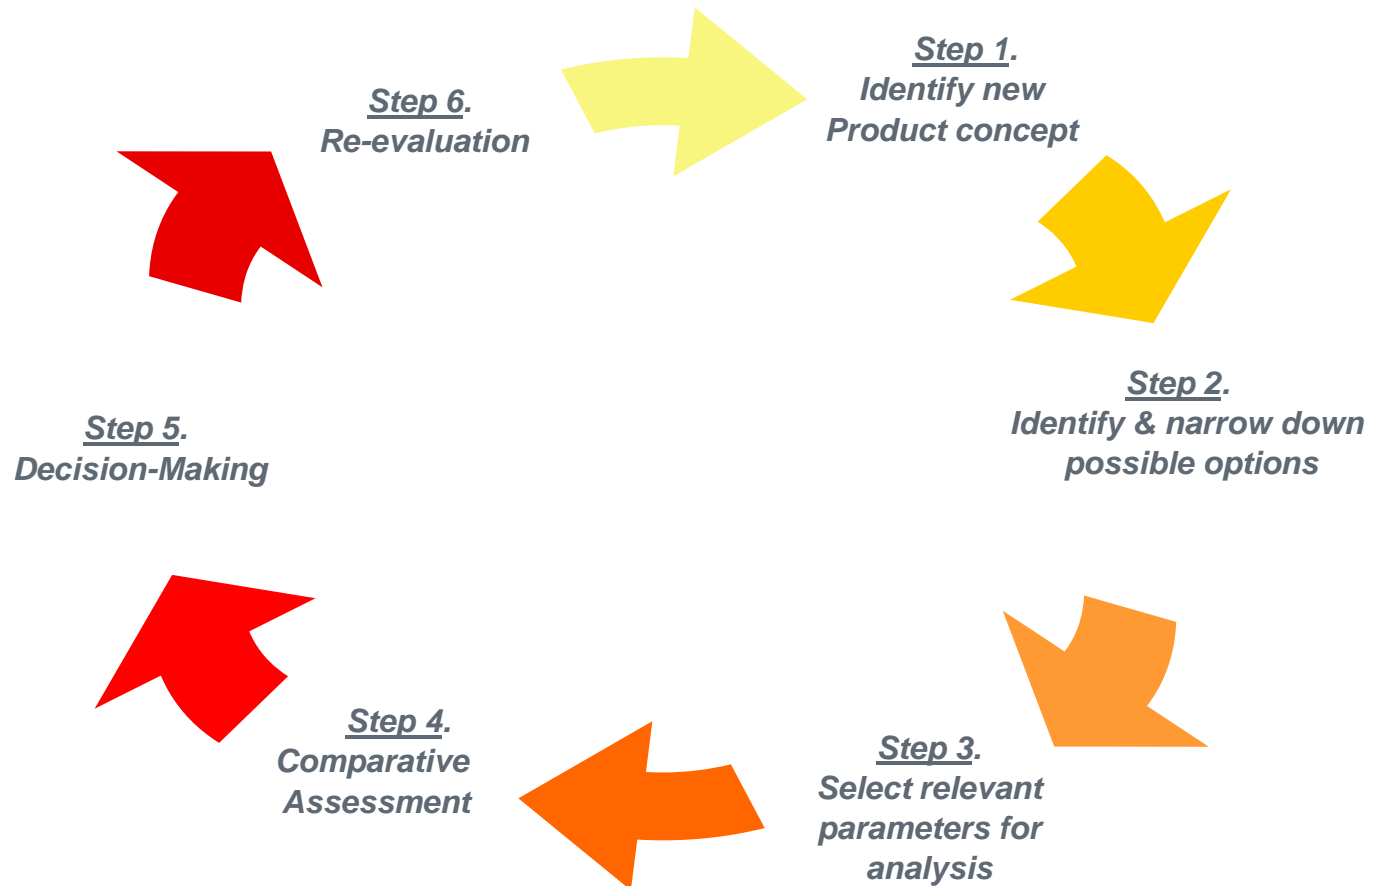 Step 1.
Identify new
Product concept
Step 2.
Identify & narrow down
possible options
Step 3.
Select relevant
parameters for
analysis
Step 4.
Comparative
Assessment
Step 5.
Decision-Making
Step 6.
Re-evaluation